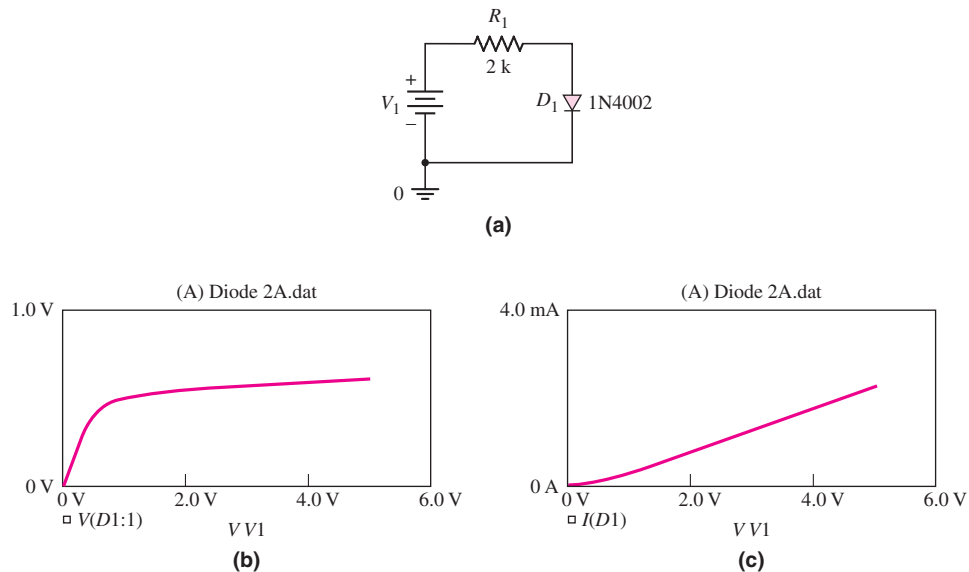 R1
2 k
+
V1
−
D1 1N4002
0
(a)
(A) Diode 2A.dat
1.0 V
0 V
0 V 2.0 V 4.0 V 6.0 V
V(D1:1)
V V1
(b)
(A) Diode 2A.dat
4.0 mA
0 A
0 V 2.0 V 4.0 V 6.0 V
I(D1)
V V1
(c)